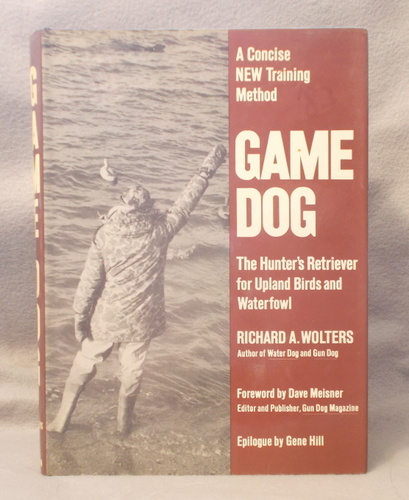 A Concise
NEW Training
Method
GAME
DOG
The Hunter's Retriever
for Upland Birds and
Waterfowl
RICHARD A. WOLTERS
Author of Water Dog and Gun Dog
Foreword by Dave Meisner
Editor and Publisher, Gun Dog Magazine
Epilogue by Gene Hill
GAME DOG